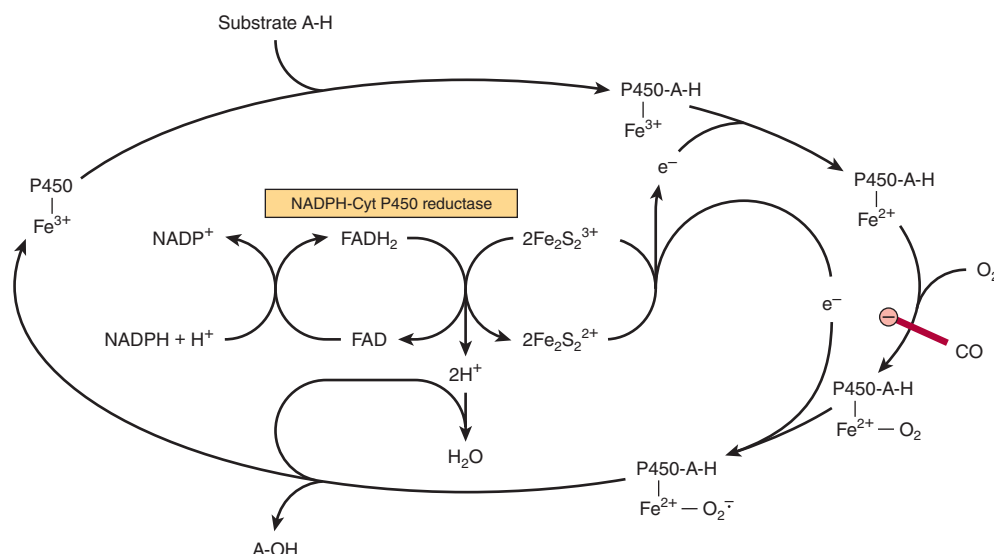 Substrate A-H
P450-A-H
Fe³⁺
e⁻
P450-A-H
Fe²⁺
P450
Fe³⁺
NADPH-Cyt P450 reductase
NADP⁺
FADH₂
2Fe₂S₂³⁺
O₂
e⁻
NADPH + H⁺
FAD
2Fe₂S₂²⁺
−
CO
2H⁺
P450-A-H
Fe²⁺ — O₂
H₂O
P450-A-H
Fe²⁺ — O₂⨪
A-OH